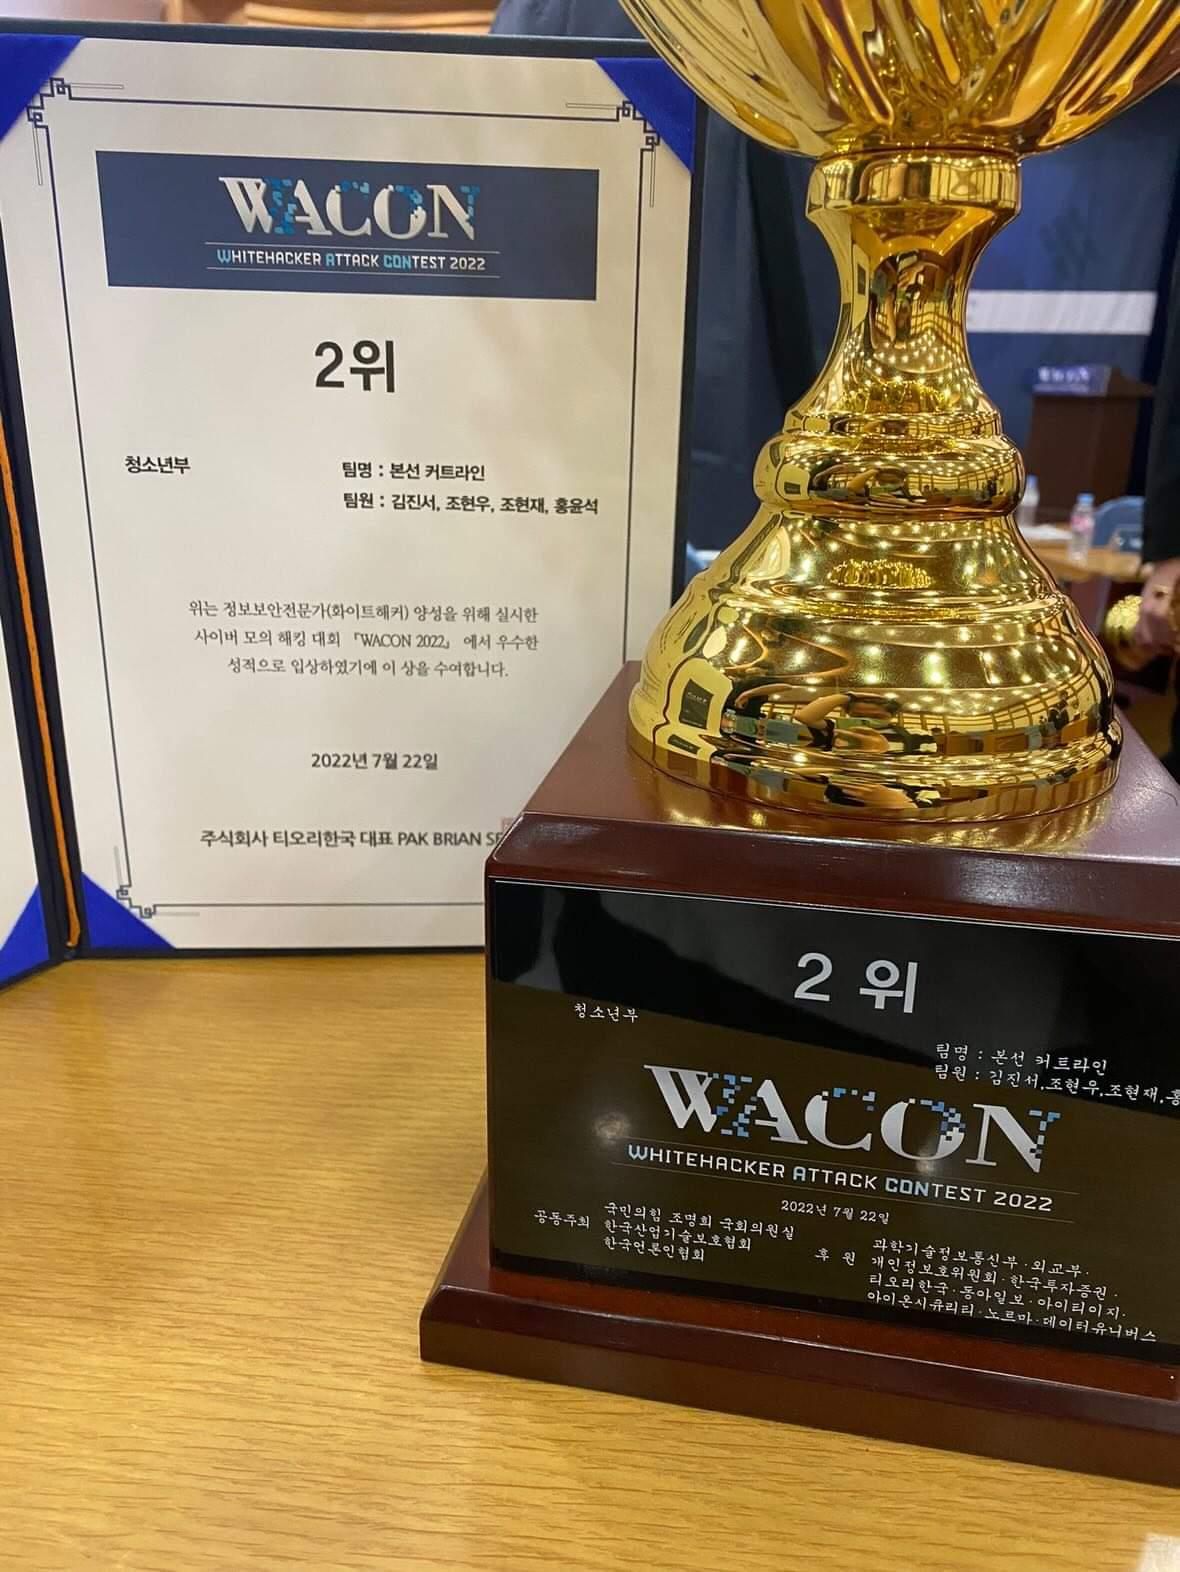 WACON
WHITEHACKER ATTACK CONTEST 2022
2위
청소년부
팀명 : 본선 커트라인
팀원 : 김진서, 조현우, 조현재, 홍윤석
위는 정보보안전문가(화이트해커) 양성을 위해 실시한
사이버 모의 해킹 대회 『WACON 2022』 에서 우수한
성적으로 입상하였기에 이 상을 수여합니다.
2022년 7월 22일
주식회사 티오리한국 대표 PAK BRIAN
2 위
청소년부
팀명 : 본선 커트라인
팀원 : 김진서,조현우,조현재,홍
WACON
WHITEHACKER ATTACK CONTEST 2022
2022년 7월 22일
공동주최
국민의힘 조명희 국회의원실
한국산업기술보호협회
한국언론인협회
후 원
과학기술정보통신부·외교부·
개인정보보호위원회·한국투자증권·
티오리한국·동아일보·아이티이지·
아이온시큐리티·노르마·데이터유니버스
WACON